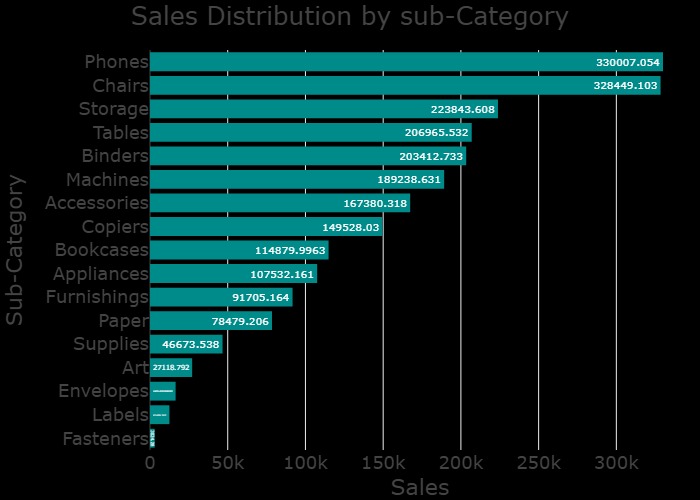 Sales Distribution by sub-Category
Phones 330007.054
Chairs 328449.103
Storage 223843.608
Tables 206965.532
Binders 203412.733
Machines 189238.631
Accessories 167380.318
Copiers 149528.03
Bookcases 114879.9963
Appliances 107532.161
Furnishings 91705.164
Paper 78479.206
Supplies 46673.538
Art 27118.792
Envelopes
Labels
Fasteners
Sub-Category
0 50k 100k 150k 200k 250k 300k
Sales